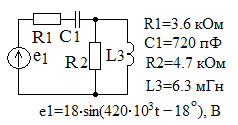 R1 C1
e1
R2
L3
R1=3.6 кОм
C1=720 пФ
R2=4.7 кОм
L3=6.3 мГн
e1=18·sin(420·10³t−18°), В